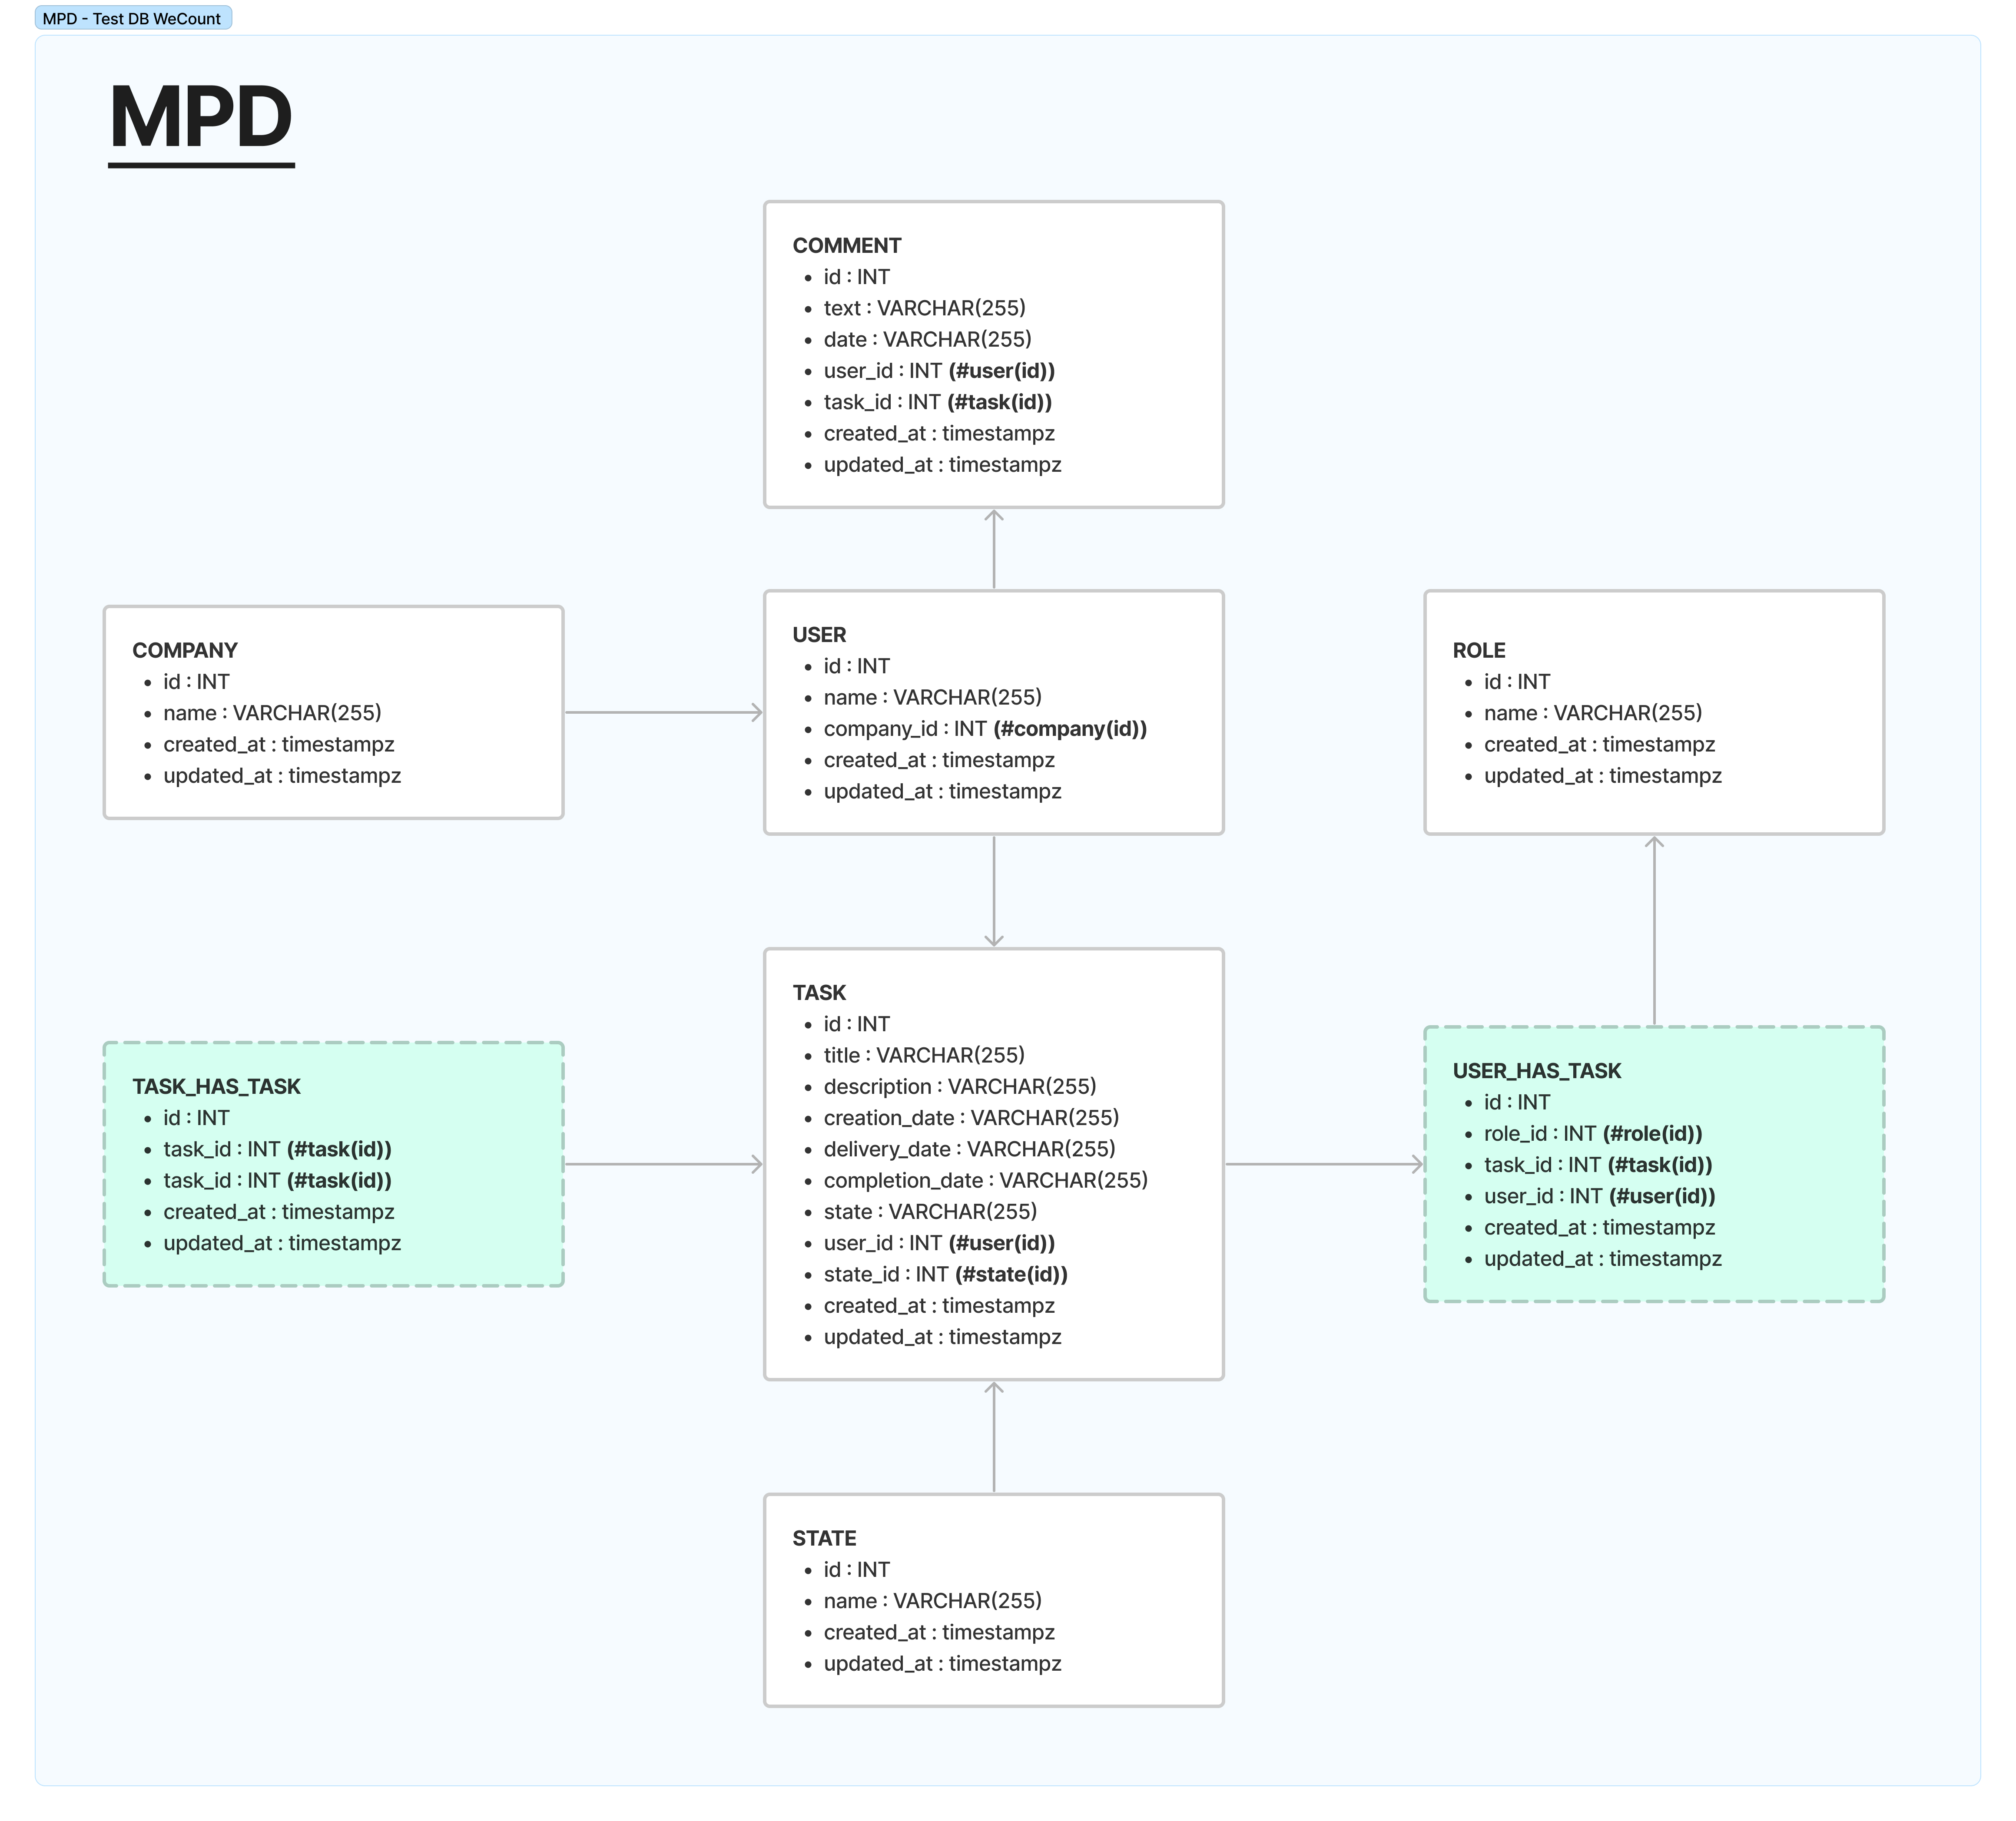 MPD - Test DB WeCount
MPD
COMMENT
id : INT
text : VARCHAR(255)
date : VARCHAR(255)
user_id : INT (#user(id))
task_id : INT (#task(id))
created_at : timestampz
updated_at : timestampz
COMPANY
id : INT
name : VARCHAR(255)
created_at : timestampz
updated_at : timestampz
USER
id : INT
name : VARCHAR(255)
company_id : INT (#company(id))
created_at : timestampz
updated_at : timestampz
ROLE
id : INT
name : VARCHAR(255)
created_at : timestampz
updated_at : timestampz
TASK_HAS_TASK
id : INT
task_id : INT (#task(id))
task_id : INT (#task(id))
created_at : timestampz
updated_at : timestampz
TASK
id : INT
title : VARCHAR(255)
description : VARCHAR(255)
creation_date : VARCHAR(255)
delivery_date : VARCHAR(255)
completion_date : VARCHAR(255)
state : VARCHAR(255)
user_id : INT (#user(id))
state_id : INT (#state(id))
created_at : timestampz
updated_at : timestampz
USER_HAS_TASK
id : INT
role_id : INT (#role(id))
task_id : INT (#task(id))
user_id : INT (#user(id))
created_at : timestampz
updated_at : timestampz
STATE
id : INT
name : VARCHAR(255)
created_at : timestampz
updated_at : timestampz